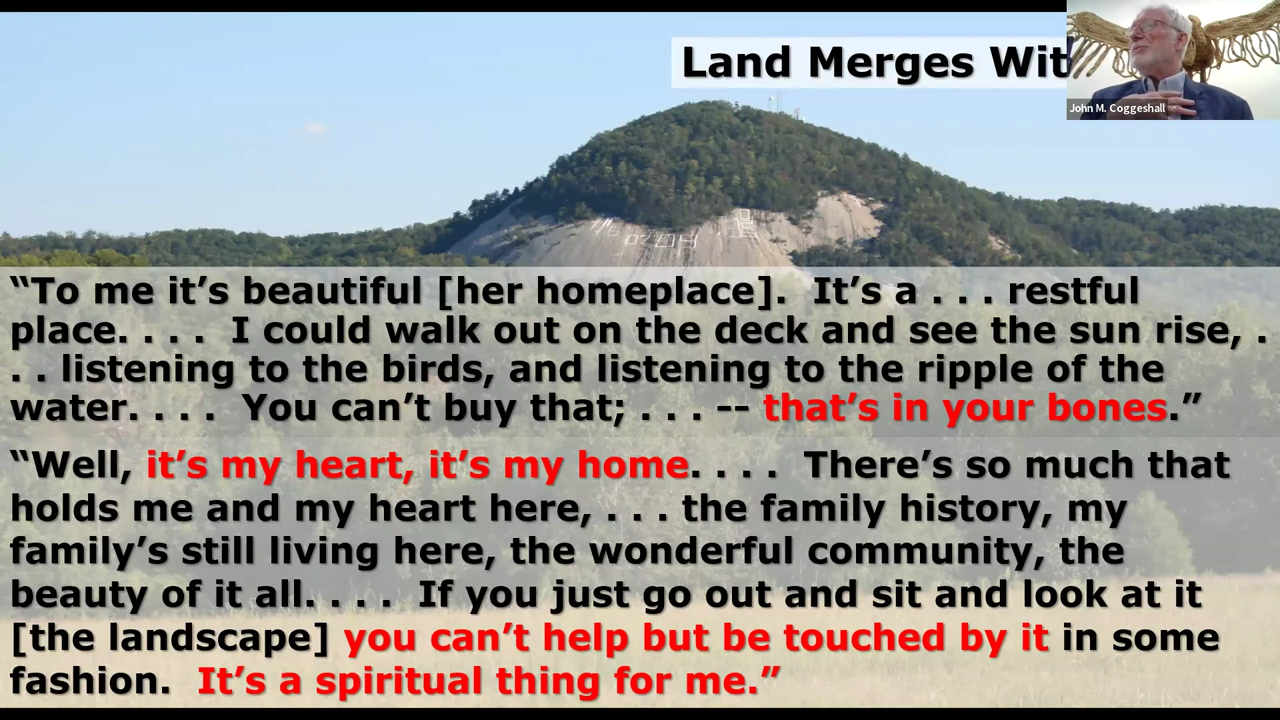 Land Merges Wit
John M. Coggeshall
“To me it’s beautiful [her homeplace].  It’s a . . . restful
place. . . .  I could walk out on the deck and see the sun rise, .
. . listening to the birds, and listening to the ripple of the
water. . . .  You can’t buy that; . . . -- that’s in your bones.”
“Well, it’s my heart, it’s my home. . . .  There’s so much that
holds me and my heart here, . . . the family history, my
family’s still living here, the wonderful community, the
beauty of it all. . . .  If you just go out and sit and look at it
[the landscape] you can’t help but be touched by it in some
fashion.  It’s a spiritual thing for me.”